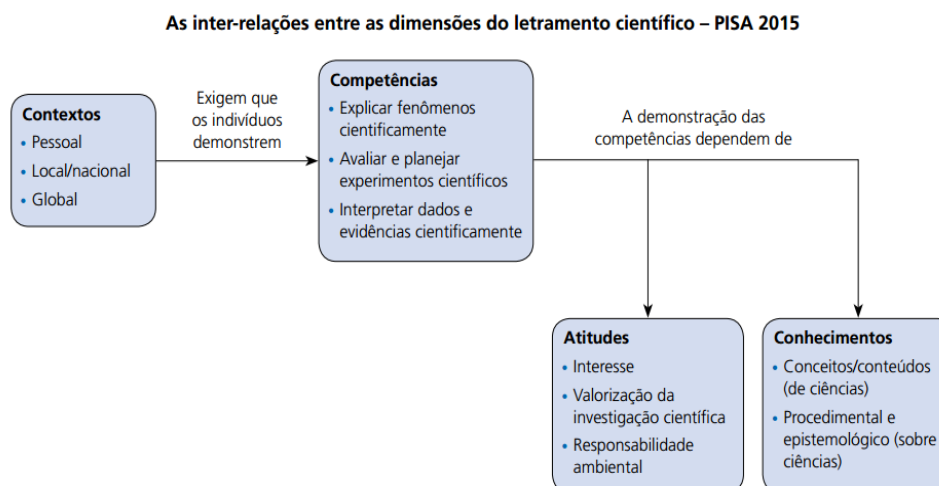 As inter-relações entre as dimensões do letramento científico – PISA 2015
Contextos
• Pessoal
• Local/nacional
• Global
Exigem que
os indivíduos
demonstrem
Competências
• Explicar fenômenos
cientificamente
• Avaliar e planejar
experimentos científicos
• Interpretar dados e
evidências cientificamente
A demonstração das
competências dependem de
Atitudes
• Interesse
• Valorização da
investigação científica
• Responsabilidade
ambiental
Conhecimentos
• Conceitos/conteúdos
(de ciências)
• Procedimental e
epistemológico (sobre
ciências)